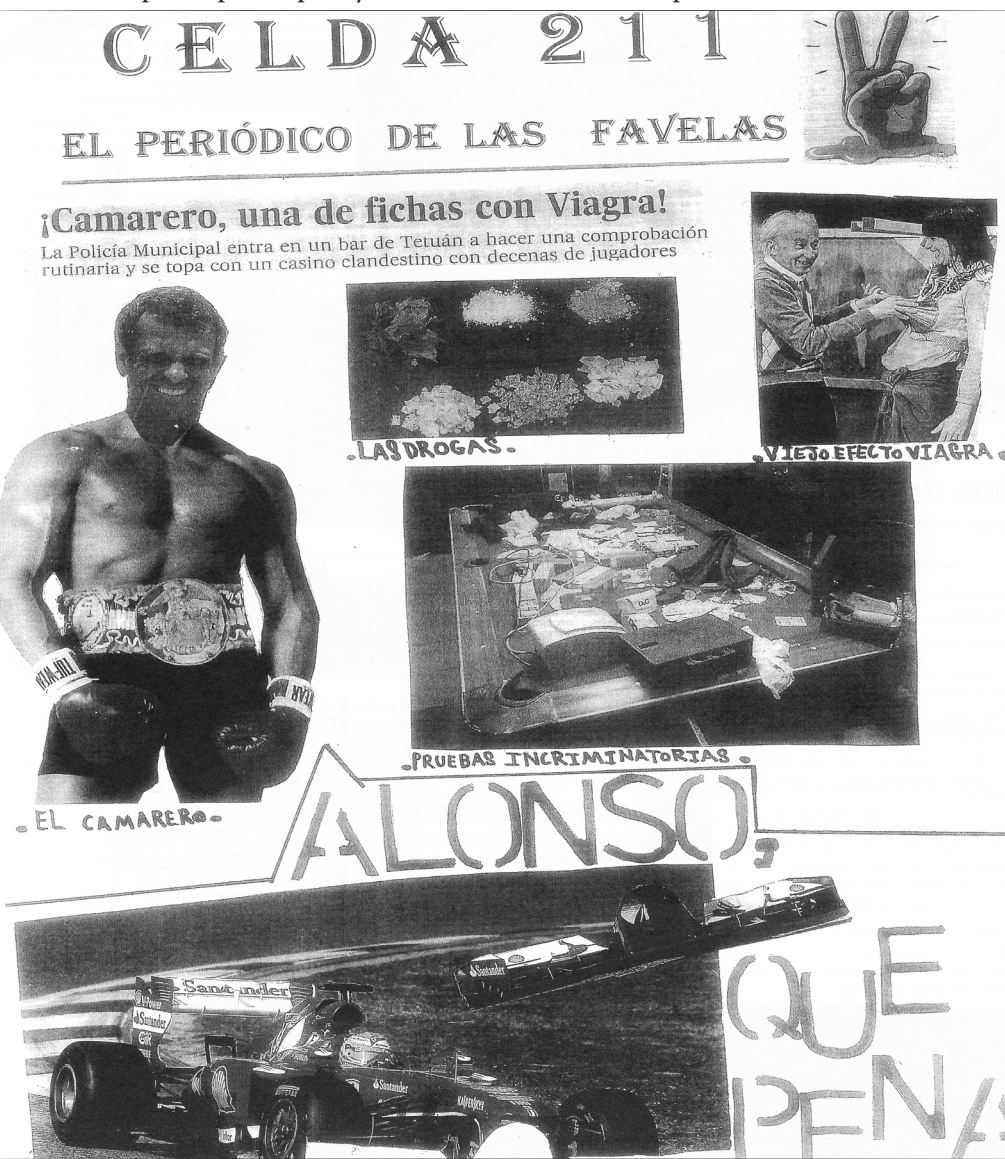 CELDA 211
EL PERIÓDICO DE LAS FAVELAS
¡Camarero, una de fichas con Viagra!
La Policía Municipal entra en un bar de Tetuán a hacer una comprobación
rutinaria y se topa con un casino clandestino con decenas de jugadores
.LAS DROGAS.
.VIEJO EFECTO VIAGRA.
.PRUEBAS INCRIMINATORIAS.
.EL CAMARERO.
ALONSO,
QUE
PENA
Santander
Santander
Santander
Santander
KASPERSKY
D&G